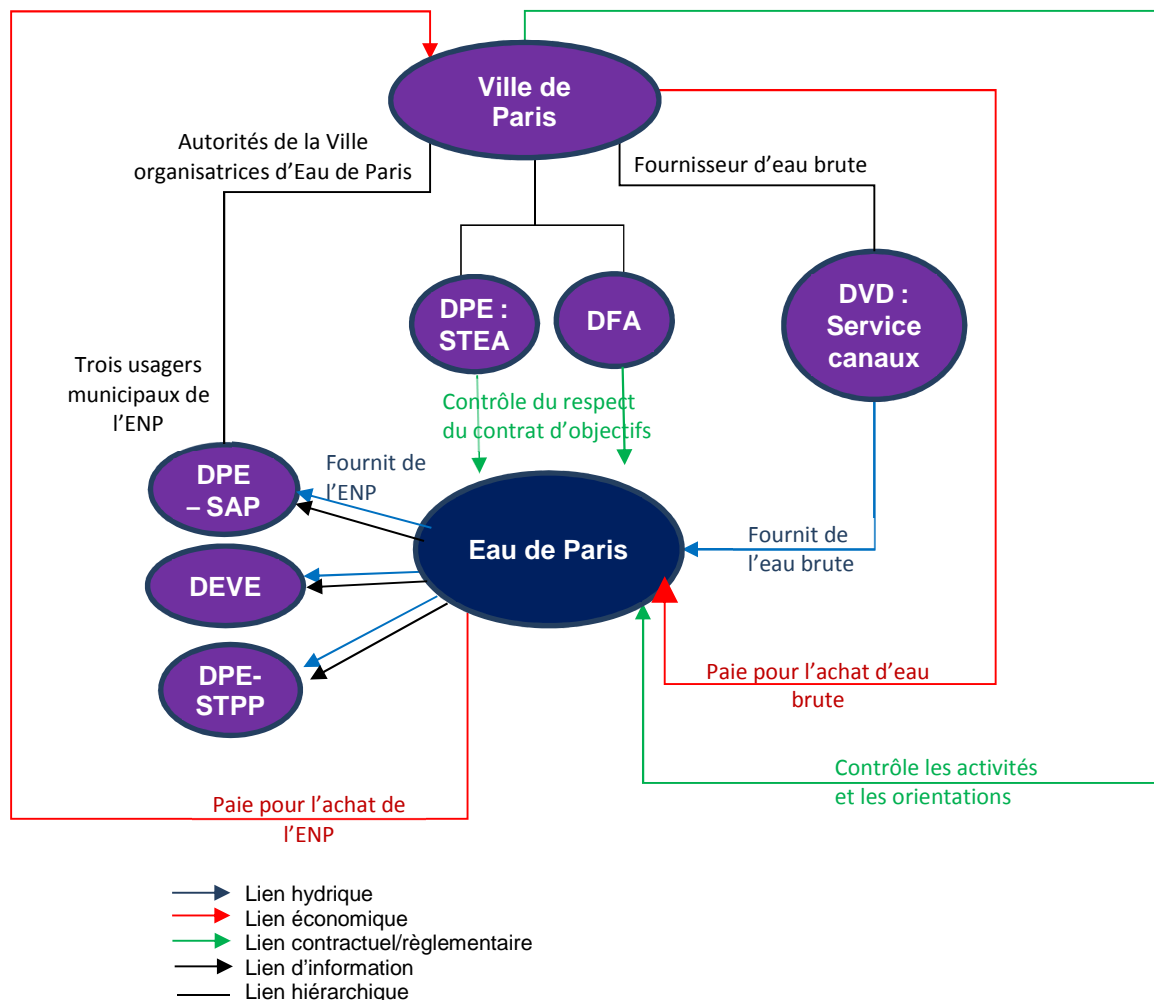 Ville de
Paris
Autorités de la Ville
organisatrices d’Eau de Paris
Fournisseur d’eau brute
DPE :
STEA
DFA
DVD :
Service
canaux
Trois usagers
municipaux de
l’ENP
Contrôle du respect
du contrat d’objectifs
DPE
– SAP
Fournit de
l’ENP
Eau de Paris
Fournit de
l’eau brute
DEVE
DPE-
STPP
Paie pour l’achat d’eau
brute
Contrôle les activités
et les orientations
Paie pour l’achat de
l’ENP
Lien hydrique
Lien économique
Lien contractuel/règlementaire
Lien d’information
Lien hiérarchique